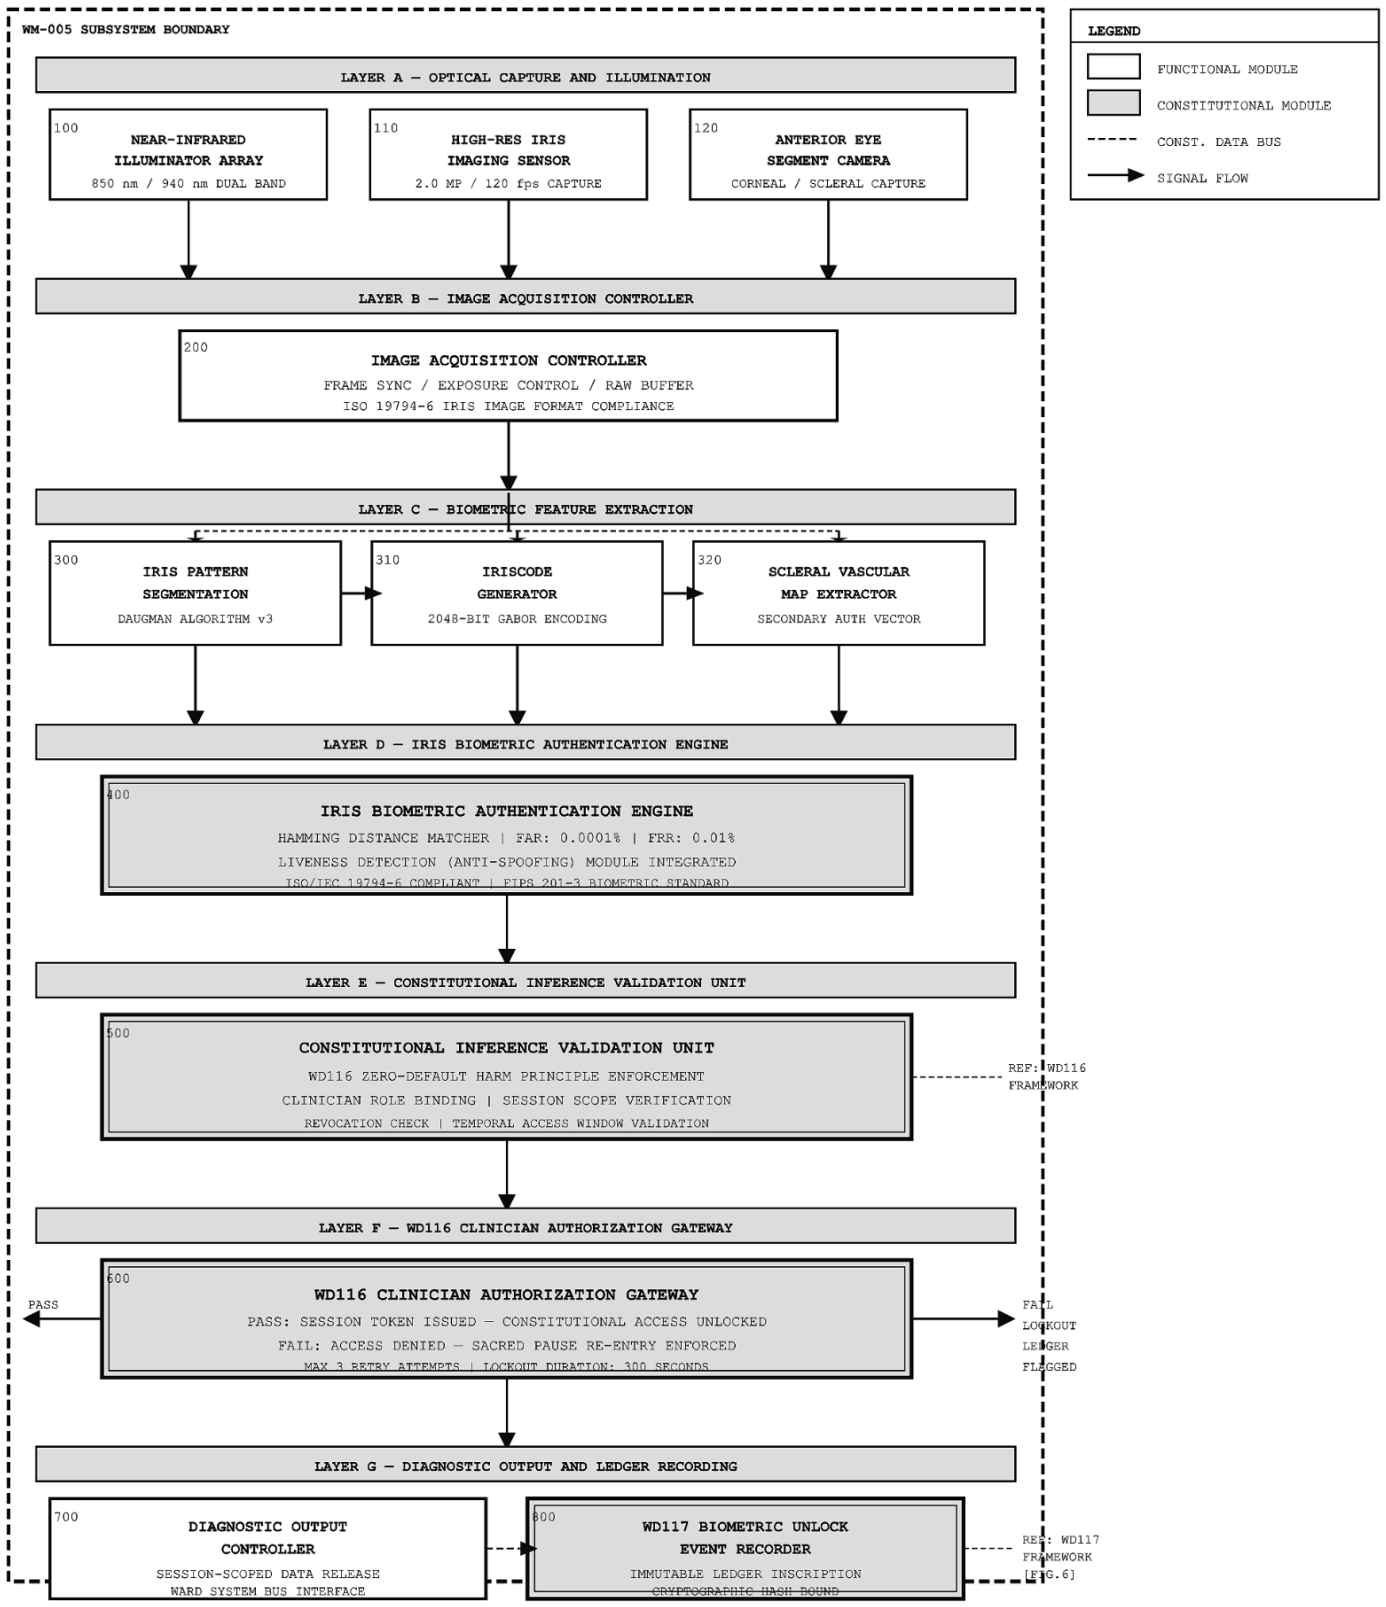 WM-005 SUBSYSTEM BOUNDARY
LEGEND
FUNCTIONAL MODULE
CONSTITUTIONAL MODULE
CONST. DATA BUS
SIGNAL FLOW
LAYER A — OPTICAL CAPTURE AND ILLUMINATION
100
NEAR-INFRARED
ILLUMINATOR ARRAY
850 nm / 940 nm DUAL BAND
110
HIGH-RES IRIS
IMAGING SENSOR
2.0 MP / 120 fps CAPTURE
120
ANTERIOR EYE
SEGMENT CAMERA
CORNEAL / SCLERAL CAPTURE
LAYER B — IMAGE ACQUISITION CONTROLLER
200
IMAGE ACQUISITION CONTROLLER
FRAME SYNC / EXPOSURE CONTROL / RAW BUFFER
ISO 19794-6 IRIS IMAGE FORMAT COMPLIANCE
LAYER C — BIOMETRIC FEATURE EXTRACTION
300
IRIS PATTERN
SEGMENTATION
DAUGMAN ALGORITHM v3
310
IRISCODE
GENERATOR
2048-BIT GABOR ENCODING
320
SCLERAL VASCULAR
MAP EXTRACTOR
SECONDARY AUTH VECTOR
LAYER D — IRIS BIOMETRIC AUTHENTICATION ENGINE
400
IRIS BIOMETRIC AUTHENTICATION ENGINE
HAMMING DISTANCE MATCHER | FAR: 0.0001% | FRR: 0.01%
LIVENESS DETECTION (ANTI-SPOOFING) MODULE INTEGRATED
ISO/IEC 19794-6 COMPLIANT | FIPS 201-3 BIOMETRIC STANDARD
LAYER E — CONSTITUTIONAL INFERENCE VALIDATION UNIT
500
CONSTITUTIONAL INFERENCE VALIDATION UNIT
WD116 ZERO-DEFAULT HARM PRINCIPLE ENFORCEMENT
CLINICIAN ROLE BINDING | SESSION SCOPE VERIFICATION
REVOCATION CHECK | TEMPORAL ACCESS WINDOW VALIDATION
REF: WD116
FRAMEWORK
LAYER F — WD116 CLINICIAN AUTHORIZATION GATEWAY
600
WD116 CLINICIAN AUTHORIZATION GATEWAY
PASS: SESSION TOKEN ISSUED — CONSTITUTIONAL ACCESS UNLOCKED
FAIL: ACCESS DENIED — SACRED PAUSE RE-ENTRY ENFORCED
MAX 3 RETRY ATTEMPTS | LOCKOUT DURATION: 300 SECONDS
PASS
FAIL
LOCKOUT
LEDGER
FLAGGED
LAYER G — DIAGNOSTIC OUTPUT AND LEDGER RECORDING
700
DIAGNOSTIC OUTPUT
CONTROLLER
SESSION-SCOPED DATA RELEASE
WARD SYSTEM BUS INTERFACE
800
WD117 BIOMETRIC UNLOCK
EVENT RECORDER
IMMUTABLE LEDGER INSCRIPTION
CRYPTOGRAPHIC HASH BOUND
REF: WD117
FRAMEWORK
[FIG.6]